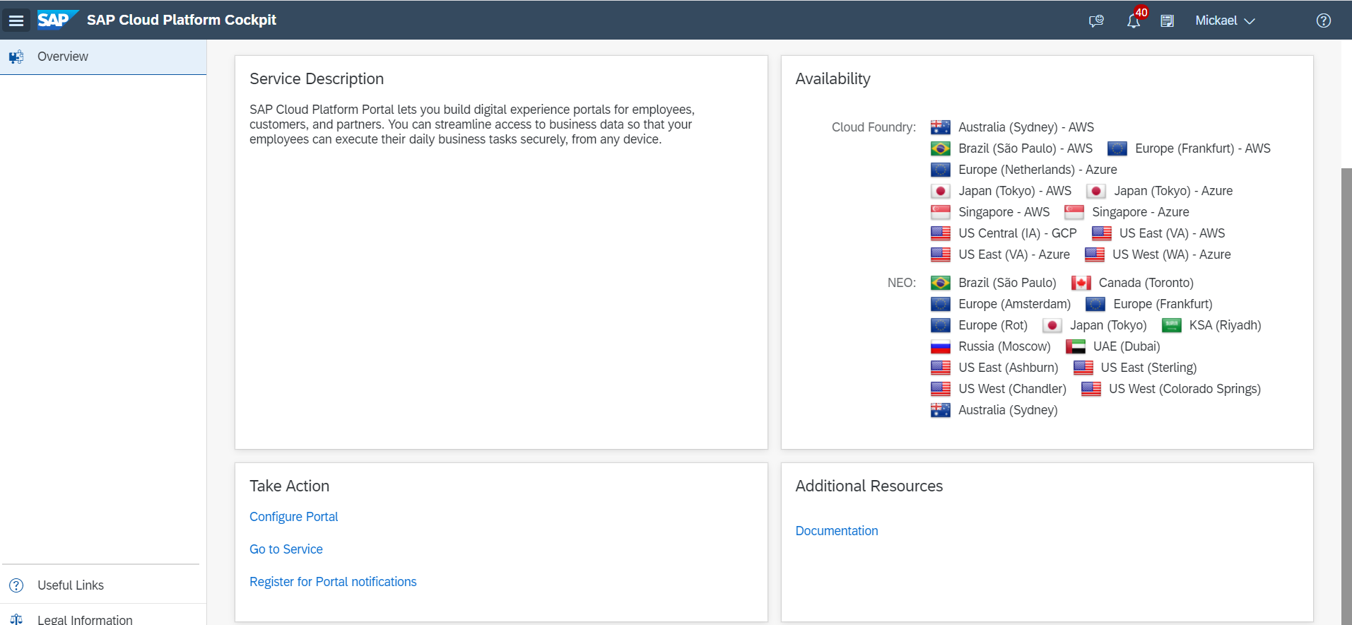 SAP SAP Cloud Platform Cockpit
40
Mickael
Overview
Service Description
SAP Cloud Platform Portal lets you build digital experience portals for employees,
customers, and partners. You can streamline access to business data so that your
employees can execute their daily business tasks securely, from any device.
Availability
Cloud Foundry: Australia (Sydney) - AWS
Brazil (São Paulo) - AWS Europe (Frankfurt) - AWS
Europe (Netherlands) - Azure
Japan (Tokyo) - AWS Japan (Tokyo) - Azure
Singapore - AWS Singapore - Azure
US Central (IA) - GCP US East (VA) - AWS
US East (VA) - Azure US West (WA) - Azure
NEO: Brazil (São Paulo) Canada (Toronto)
Europe (Amsterdam) Europe (Frankfurt)
Europe (Rot) Japan (Tokyo) KSA (Riyadh)
Russia (Moscow) UAE (Dubai)
US East (Ashburn) US East (Sterling)
US West (Chandler) US West (Colorado Springs)
Australia (Sydney)
Take Action
Configure Portal
Go to Service
Register for Portal notifications
Additional Resources
Documentation
Useful Links
Legal Information